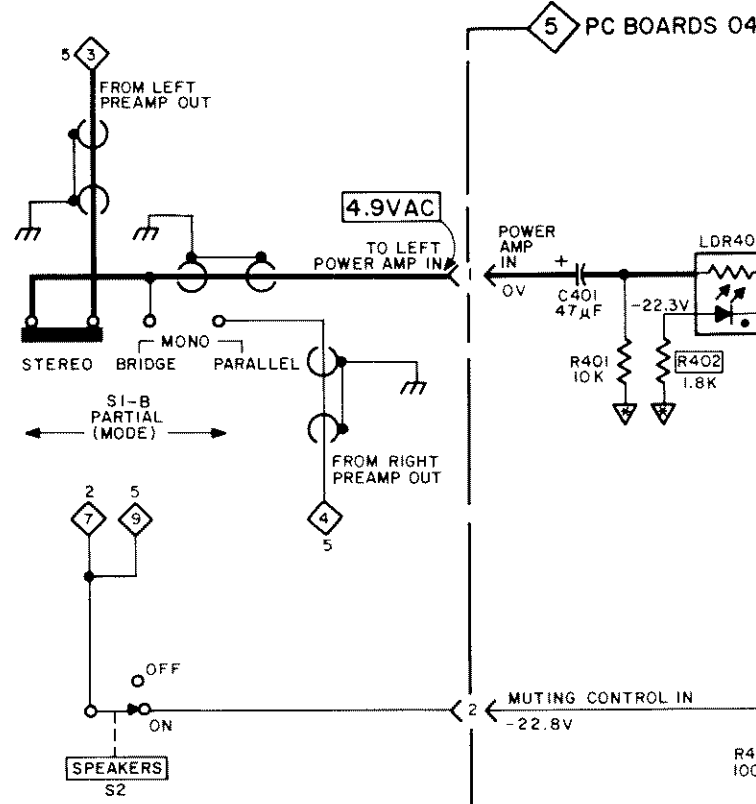 5 PC BOARDS 04
5 3
FROM LEFT
PREAMP OUT
4.9VAC
TO LEFT
POWER AMP IN
1
POWER
AMP
IN
0V
+
C401
47µF
-22.3V
LDR40
R401
10K
R402
1.8K
STEREO
BRIDGE
MONO
PARALLEL
S1-B
PARTIAL
(MODE)
FROM RIGHT
PREAMP OUT
2
7
5
9
4
5
OFF
ON
2
MUTING CONTROL IN
-22.8V
SPEAKERS
S2
R4
100